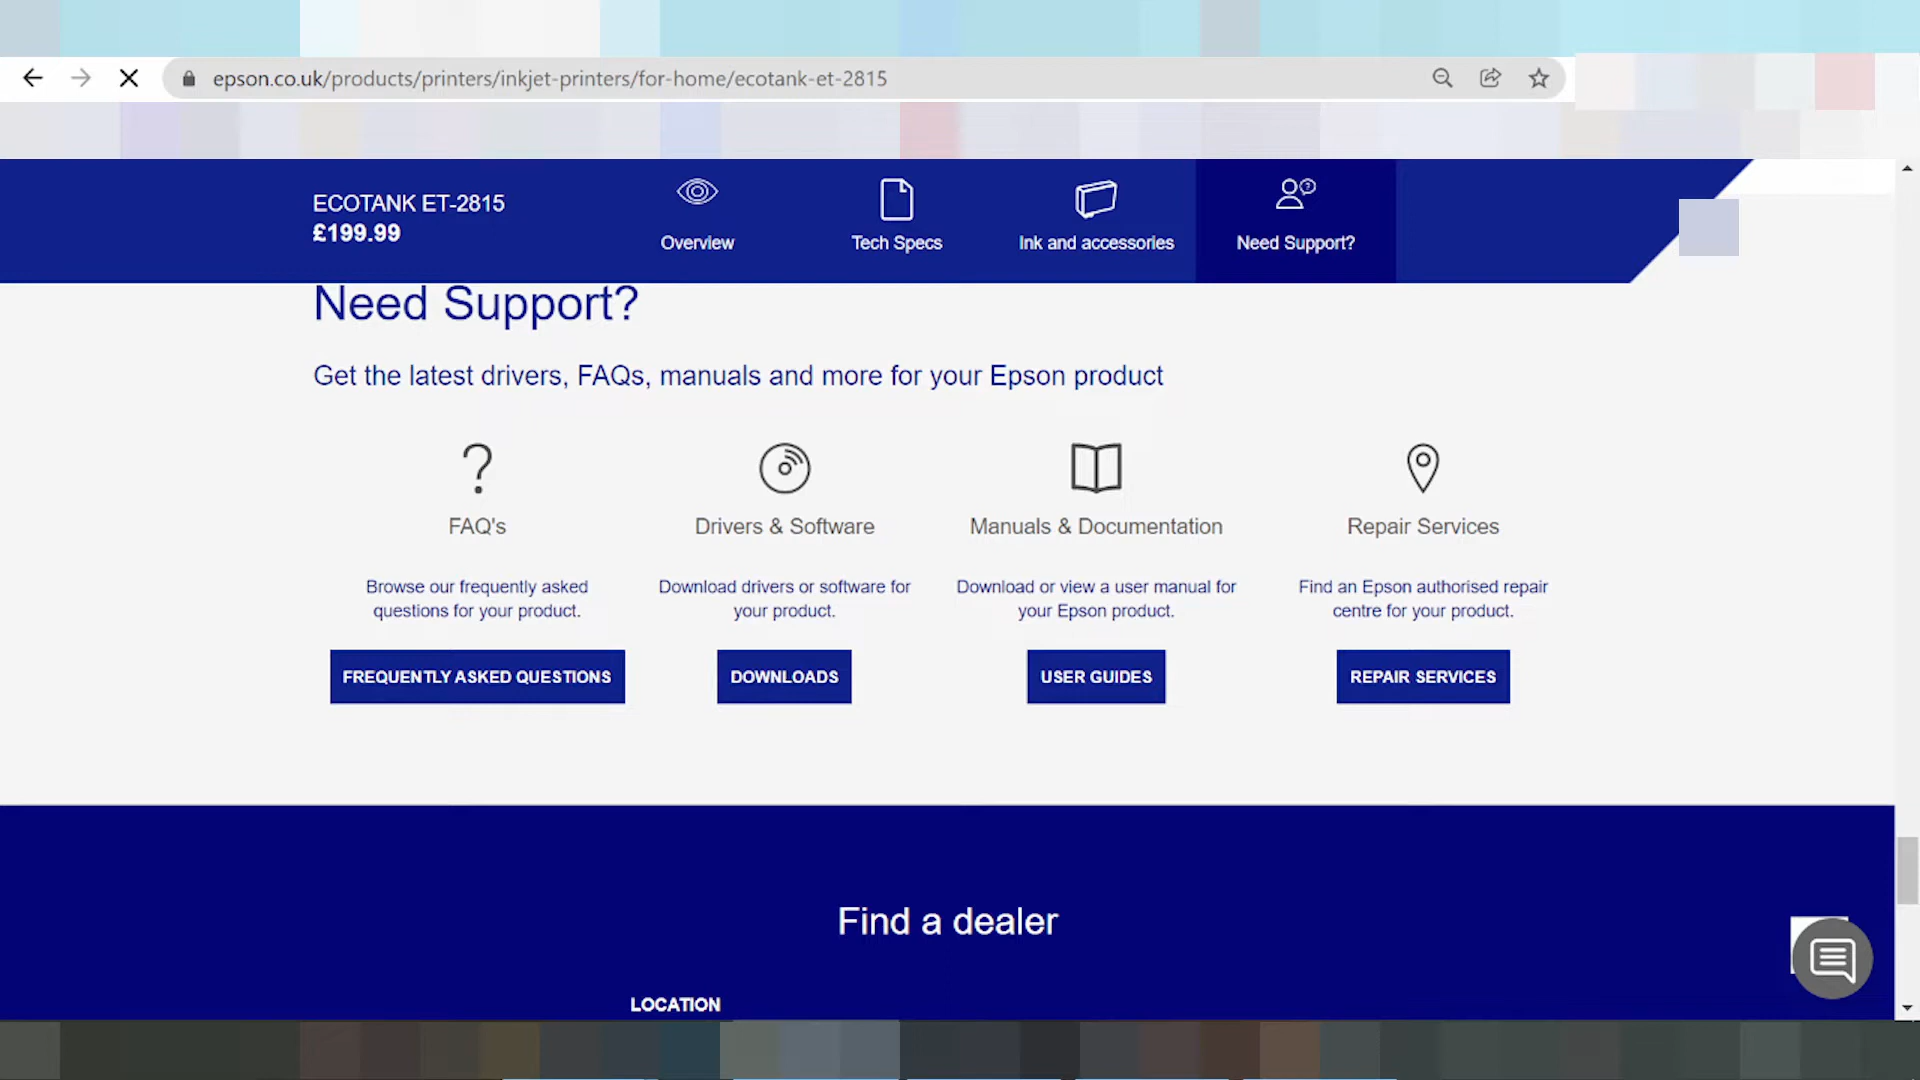 epson.co.uk/products/printers/inkjet-printers/for-home/ecotank-et-2815
ECOTANK ET-2815
£199.99
Overview
Tech Specs
Ink and accessories
Need Support?
Need Support?
Get the latest drivers, FAQs, manuals and more for your Epson product
FAQ's
Drivers & Software
Manuals & Documentation
Repair Services
Browse our frequently asked
questions for your product.
Download drivers or software for
your product.
Download or view a user manual for
your Epson product.
Find an Epson authorised repair
centre for your product.
FREQUENTLY ASKED QUESTIONS
DOWNLOADS
USER GUIDES
REPAIR SERVICES
Find a dealer
LOCATION